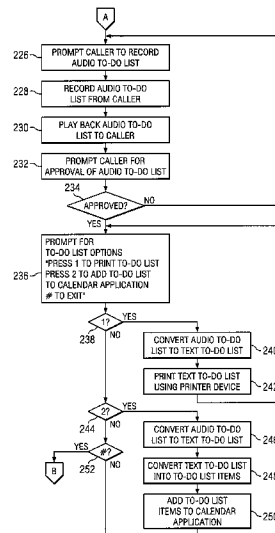 A
226
PROMPT CALLER TO RECORD
AUDIO TO-DO LIST
228
RECORD AUDIO TO-DO
LIST FROM CALLER
230
PLAY BACK AUDIO TO-DO
LIST TO CALLER
232
PROMPT CALLER FOR
APPROVAL OF AUDIO TO-DO LIST
234
APPROVED?
NO
YES
236
PROMPT FOR
TO-DO LIST OPTIONS
"PRESS 1 TO PRINT TO-DO LIST
PRESS 2 TO ADD TO-DO LIST
TO CALENDAR APPLICATION
# TO EXIT"
1?
YES
238
NO
CONVERT AUDIO TO-DO
LIST TO TEXT TO-DO LIST
240
PRINT TEXT TO-DO LIST
USING PRINTER DEVICE
242
2?
YES
244
NO
CONVERT AUDIO TO-DO
LIST TO TEXT TO-DO LIST
246
YES
#?
252
NO
B
CONVERT TEXT TO-DO LIST
INTO TO-DO LIST ITEMS
248
ADD TO-DO LIST
ITEMS TO CALENDAR
APPLICATION
250